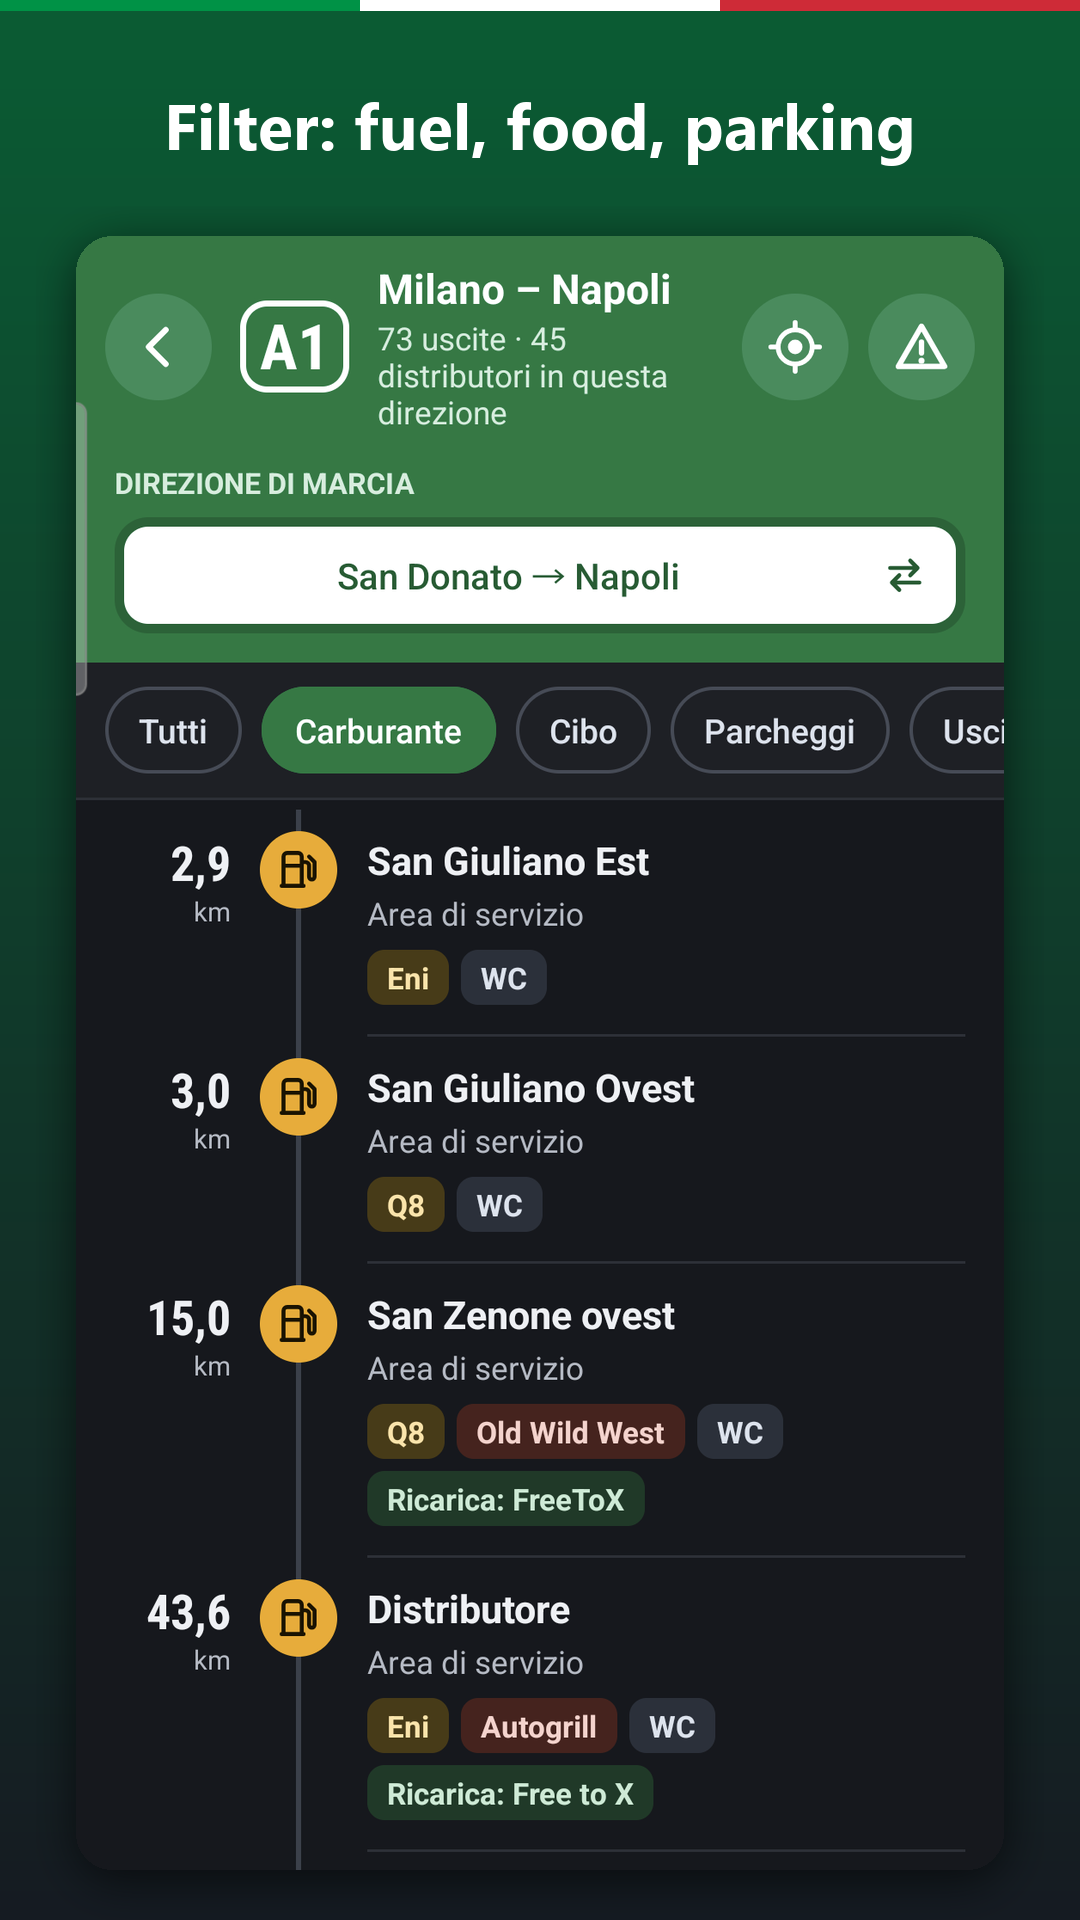 Filter: fuel, food, parking
A1
Milano – Napoli
73 uscite · 45
distributori in questa
direzione
DIREZIONE DI MARCIA
San Donato → Napoli
Tutti
Carburante
Cibo
Parcheggi
Usci
2,9
km
San Giuliano Est
Area di servizio
Eni
WC
3,0
km
San Giuliano Ovest
Area di servizio
Q8
WC
15,0
km
San Zenone ovest
Area di servizio
Q8
Old Wild West
WC
Ricarica: FreeToX
43,6
km
Distributore
Area di servizio
Eni
Autogrill
WC
Ricarica: Free to X